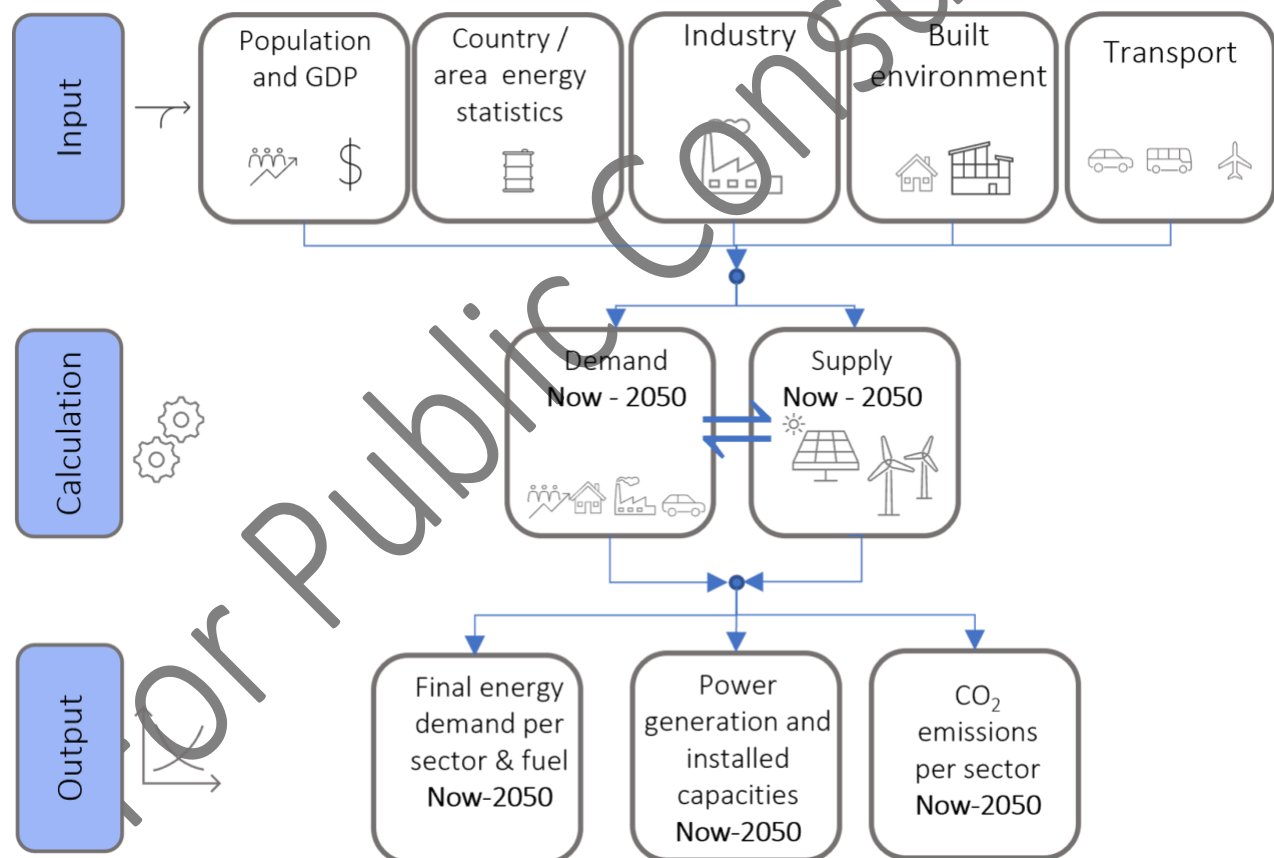 Input
Population
and GDP
$
Country /
area energy
statistics
Industry
Built
environment
Transport
Calculation
Demand
Now - 2050
Supply
Now - 2050
Output
Final energy
demand per
sector & fuel
Now-2050
Power
generation and
installed
capacities
Now-2050
CO₂
emissions
per sector
Now-2050
For Public Cons